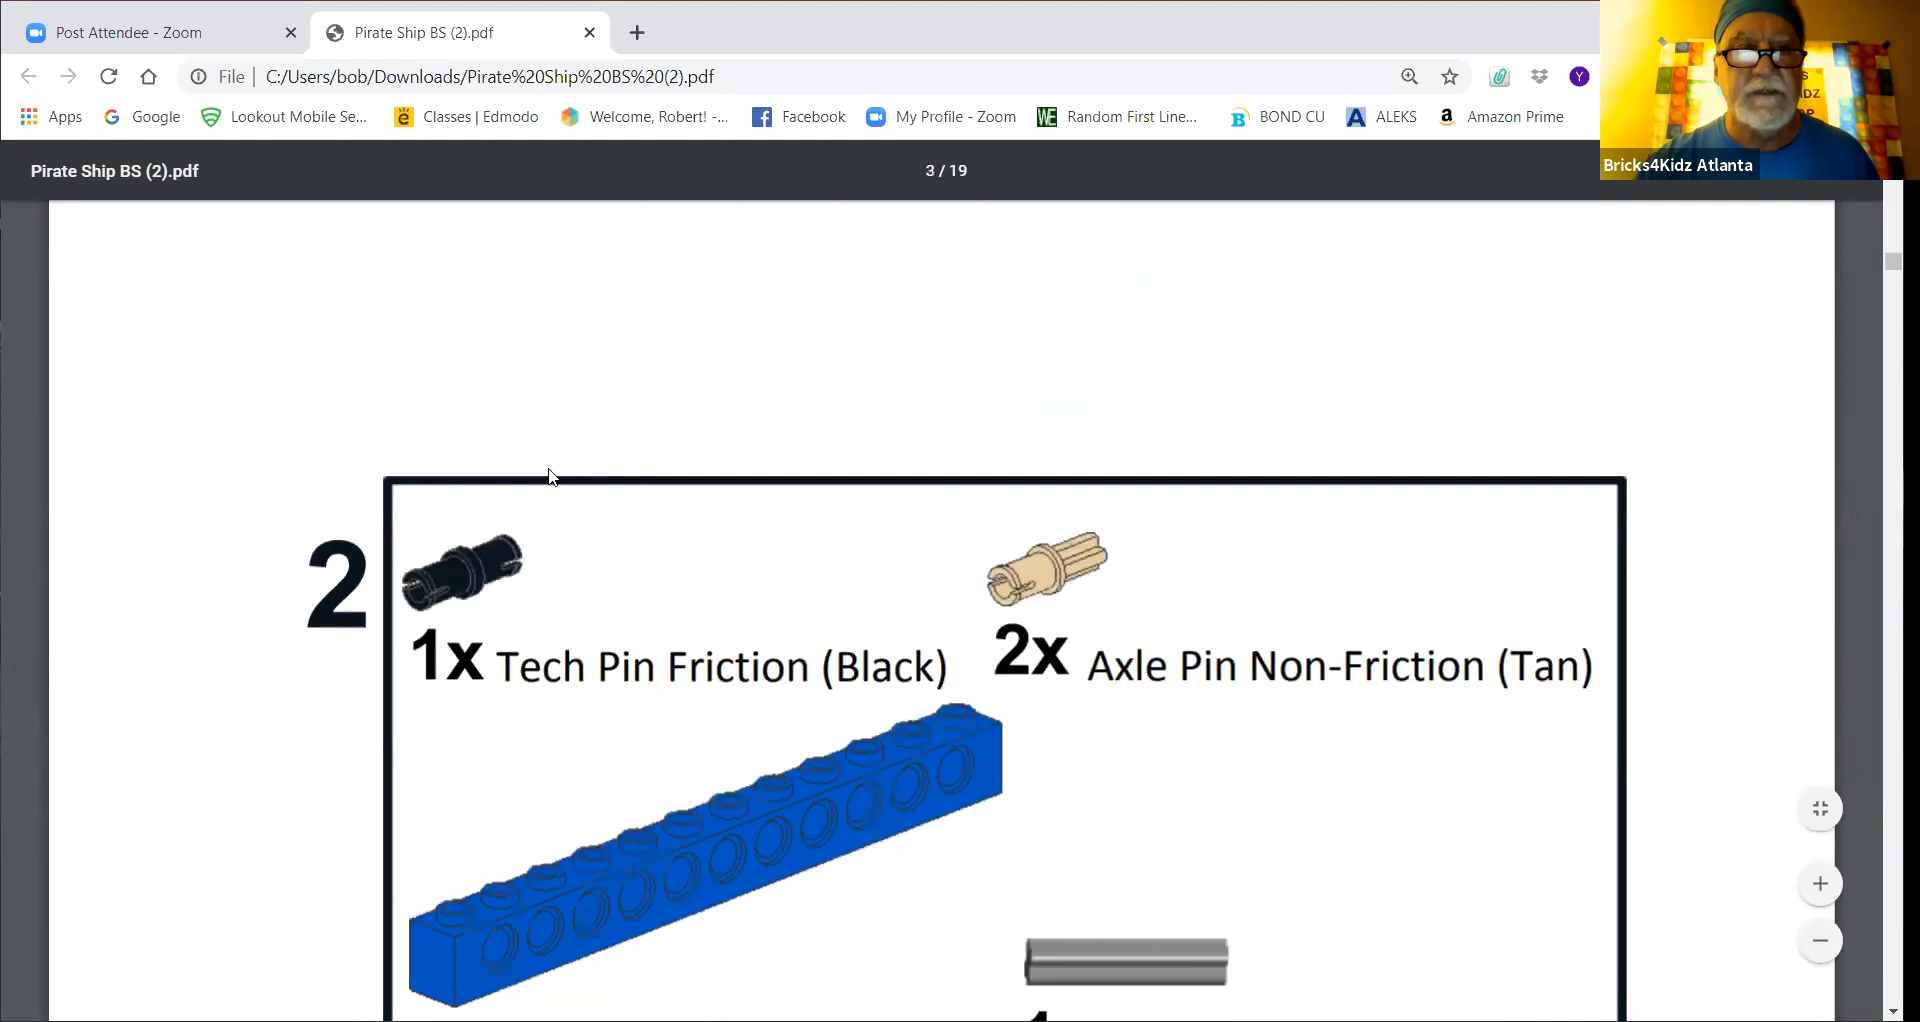 Post Attendee - Zoom
Pirate Ship BS (2).pdf
File C:/Users/bob/Downloads/Pirate%20Ship%20BS%20(2).pdf
Y
Apps Google Lookout Mobile Se... Classes | Edmodo Welcome, Robert! -... Facebook My Profile - Zoom Random First Line... BOND CU ALEKS Amazon Prime
Pirate Ship BS (2).pdf
3 / 19
Bricks4Kidz Atlanta
2
1x Tech Pin Friction (Black)
2x Axle Pin Non-Friction (Tan)